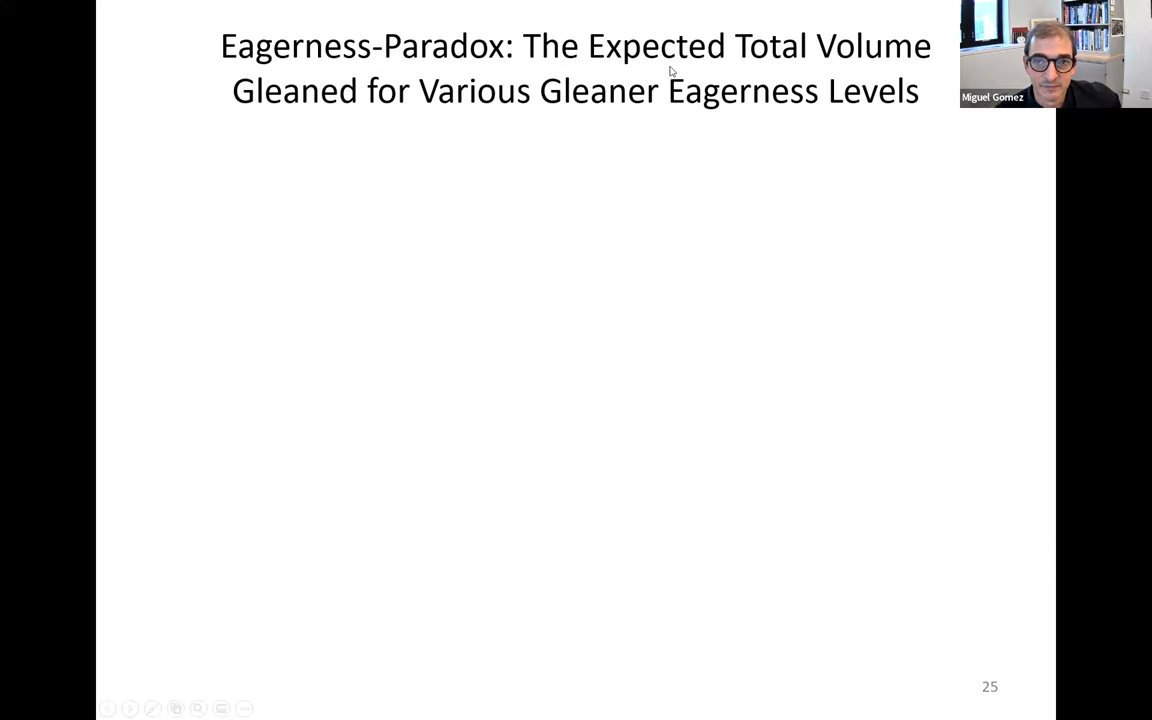 Eagerness-Paradox: The Expected Total Volume
Gleaned for Various Gleaner Eagerness Levels
Miguel Gomez
25